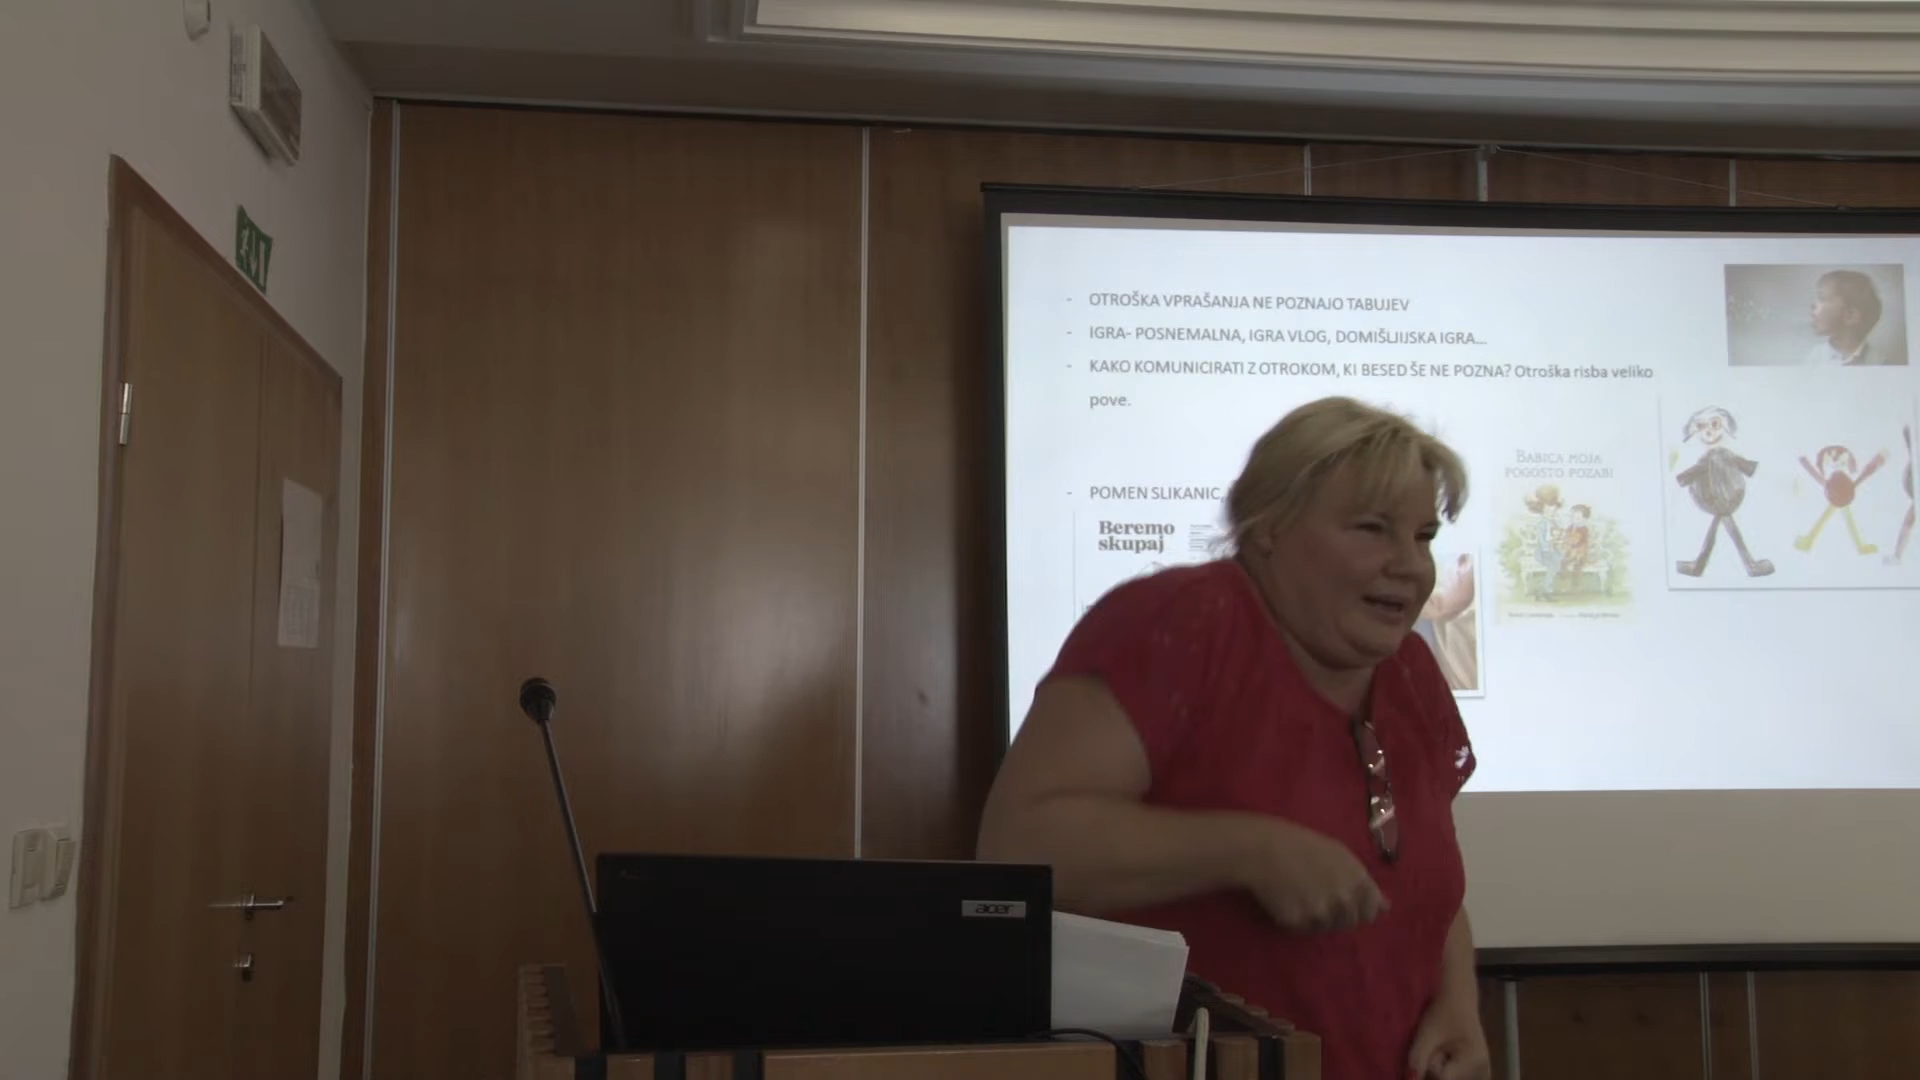 - OTROŠKA VPRAŠANJA NE POZNAJO TABUJEV
- IGRA- POSNEMALNA, IGRA VLOG, DOMIŠLJIJSKA IGRA...
- KAKO KOMUNICIRATI Z OTROKOM, KI BESED ŠE NE POZNA? Otroška risba veliko
pove.
BABICA MOJA
POGOSTO POZABI
- POMEN SLIKANIC,
Beremo
skupaj
acer